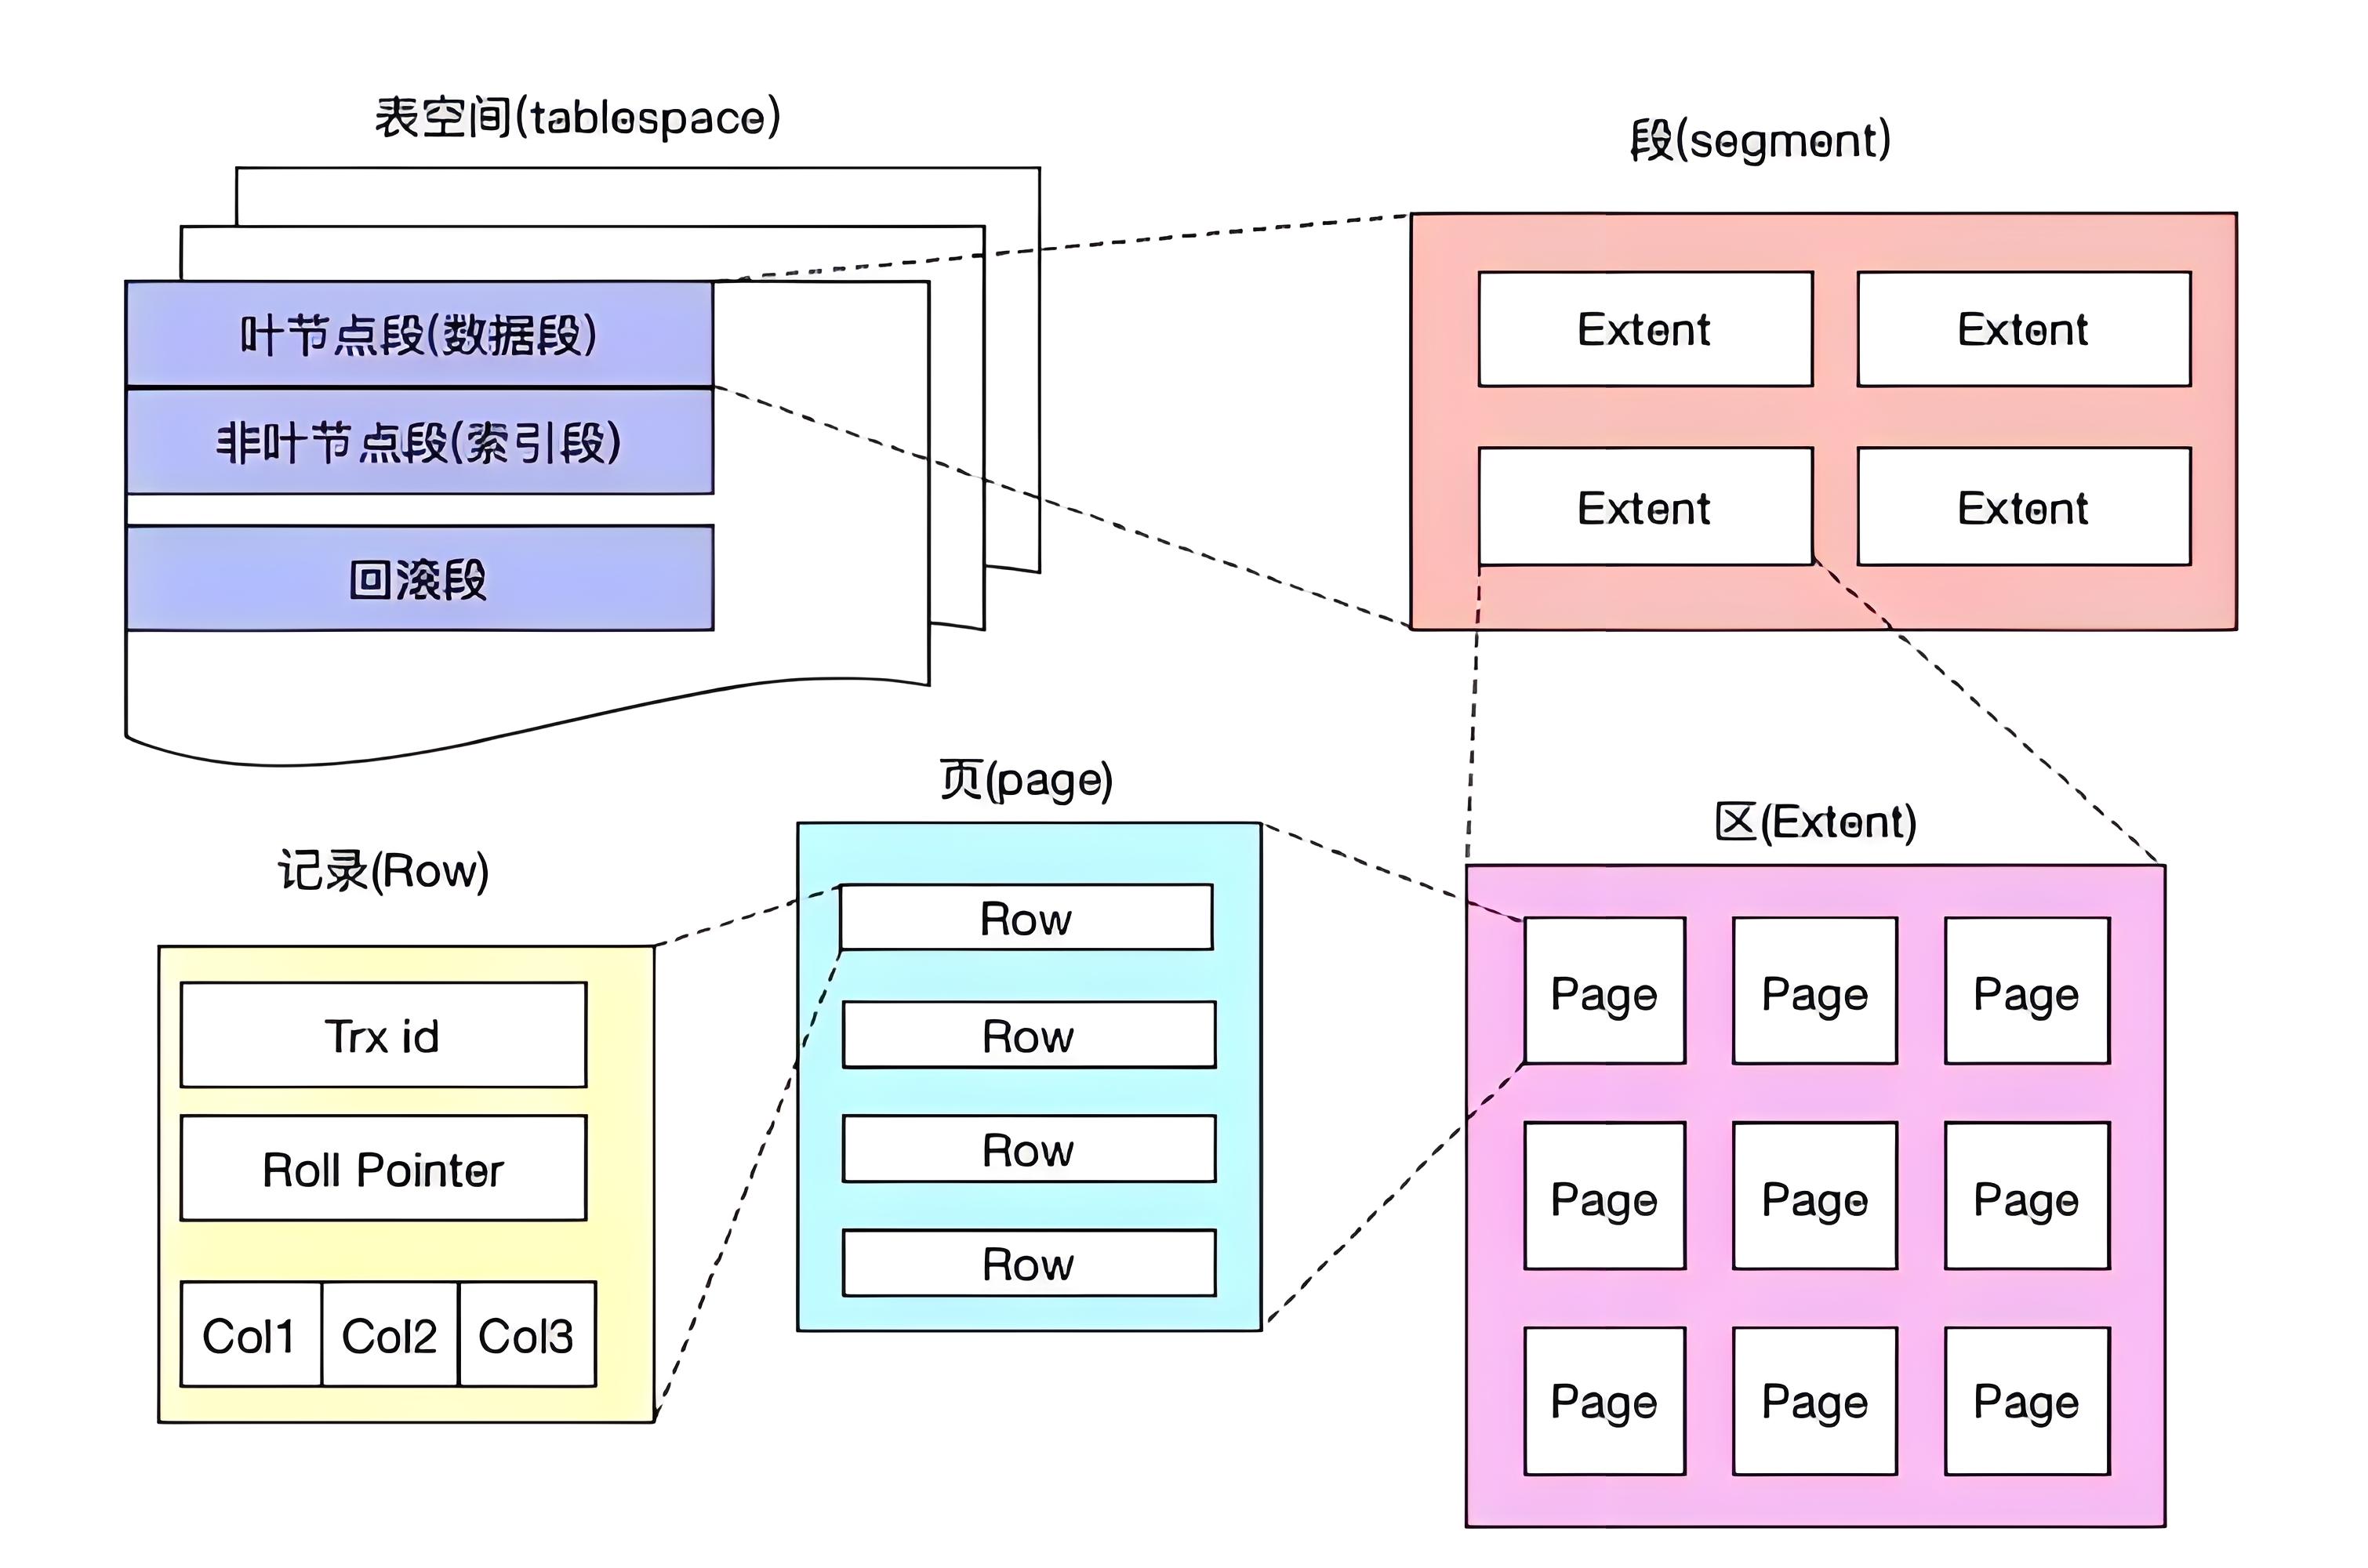 表空间(tablespace)
叶节点段(数据段)
非叶节点段(索引段)
回滚段
段(segment)
Extent
Extent
Extent
Extent
区(Extent)
Page
Page
Page
Page
Page
Page
Page
Page
Page
页(page)
Row
Row
Row
Row
记录(Row)
Trx id
Roll Pointer
Col1
Col2
Col3